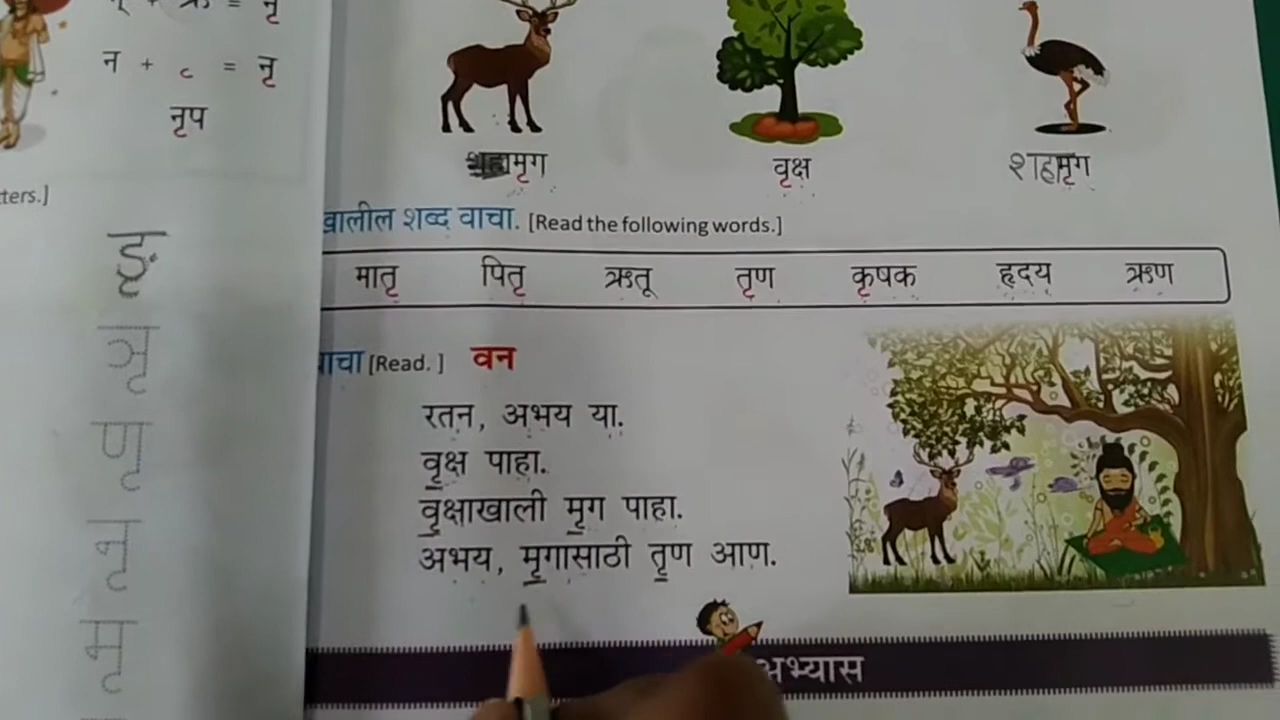 = नृ
न + ृ = नृ
नृप
ters.]
ङृ
ञृ
णृ
नृ
मृ
मृग वृक्ष शहामृग
खालील शब्द वाचा. [Read the following words.]
मातृ पितृ ऋतू तृण कृषक हृदय ऋण
वाचा [Read. ] वन
रतन, अभय या.
वृक्ष पाहा.
वृक्षाखाली मृग पाहा.
अभय, मृगासाठी तृण आण.
अभ्यास